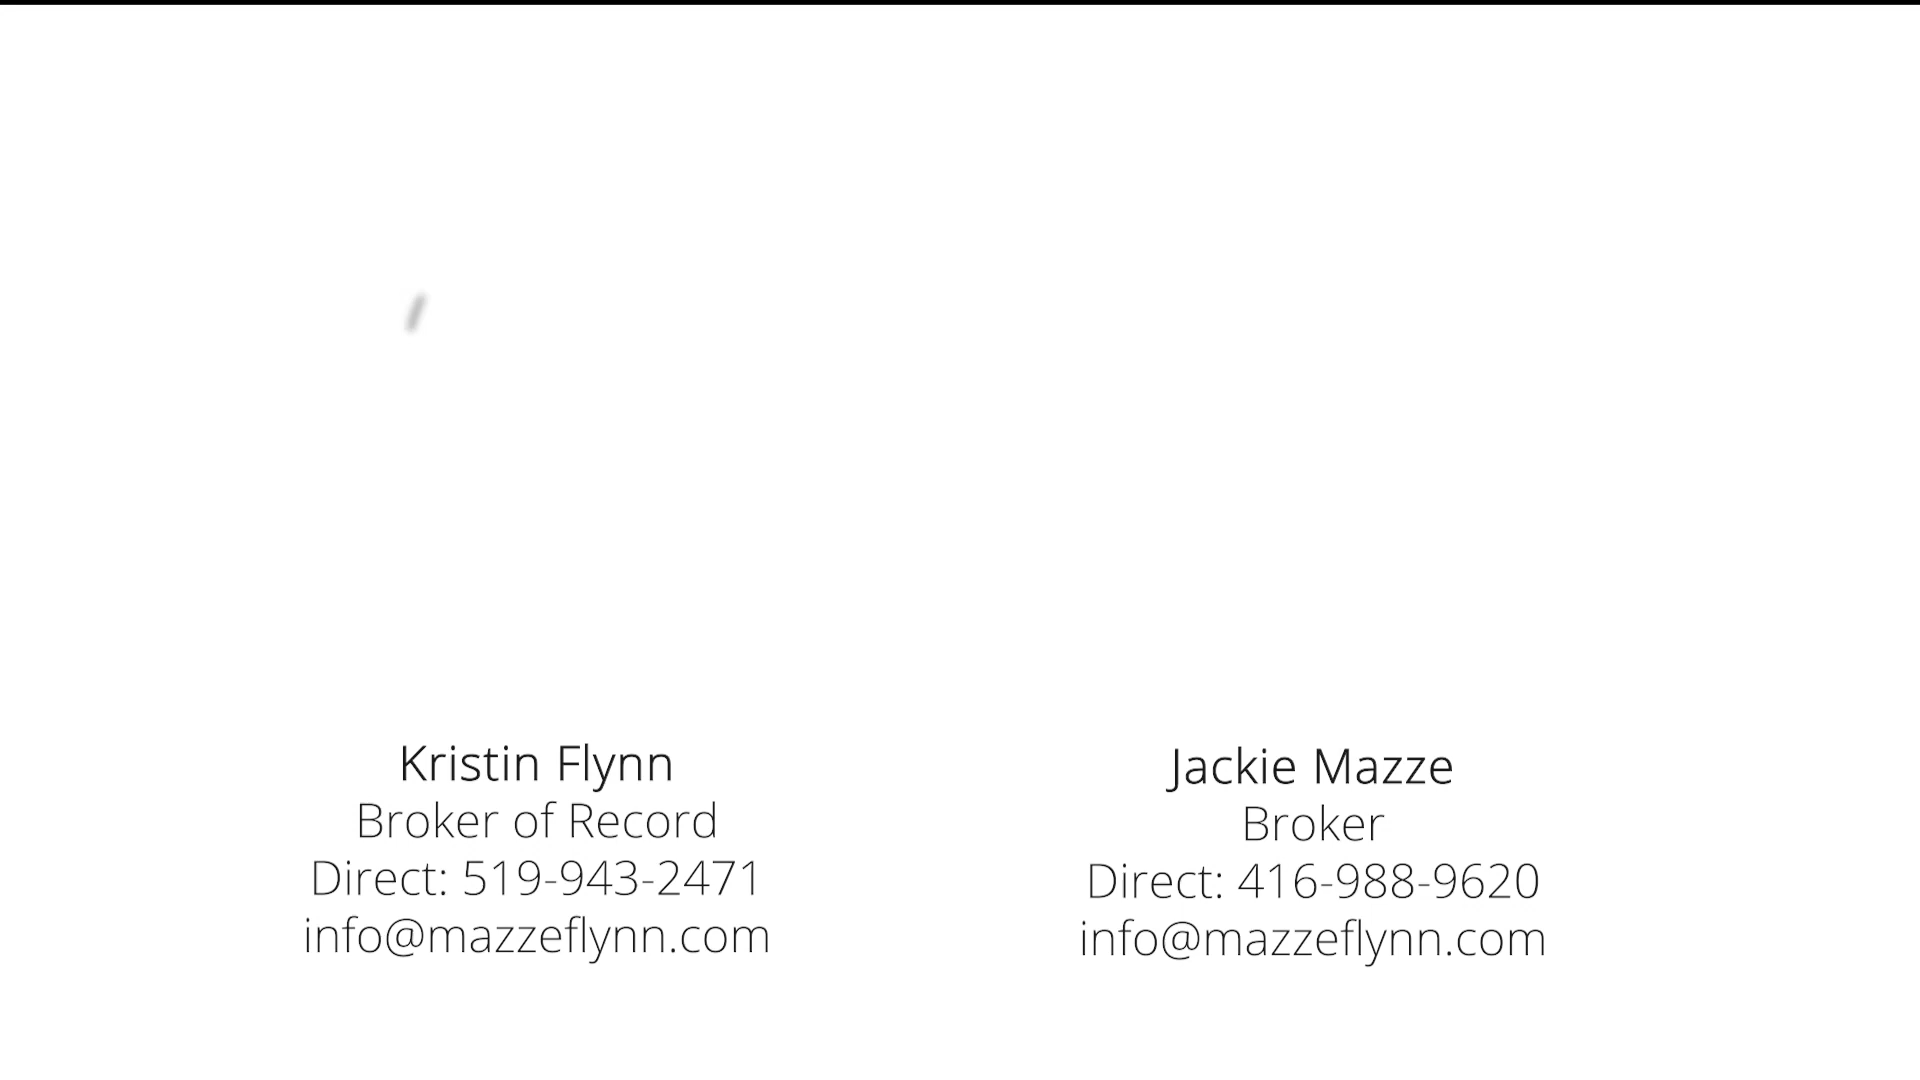 Kristin Flynn
Broker of Record
Direct: 519-943-2471
info@mazzeflynn.com
Jackie Mazze
Broker
Direct: 416-988-9620
info@mazzeflynn.com